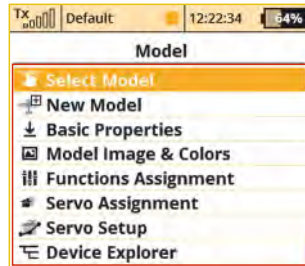 Tx Default 12:22:34 64%
Model
Select Model
New Model
Basic Properties
Model Image & Colors
Functions Assignment
Servo Assignment
Servo Setup
Device Explorer